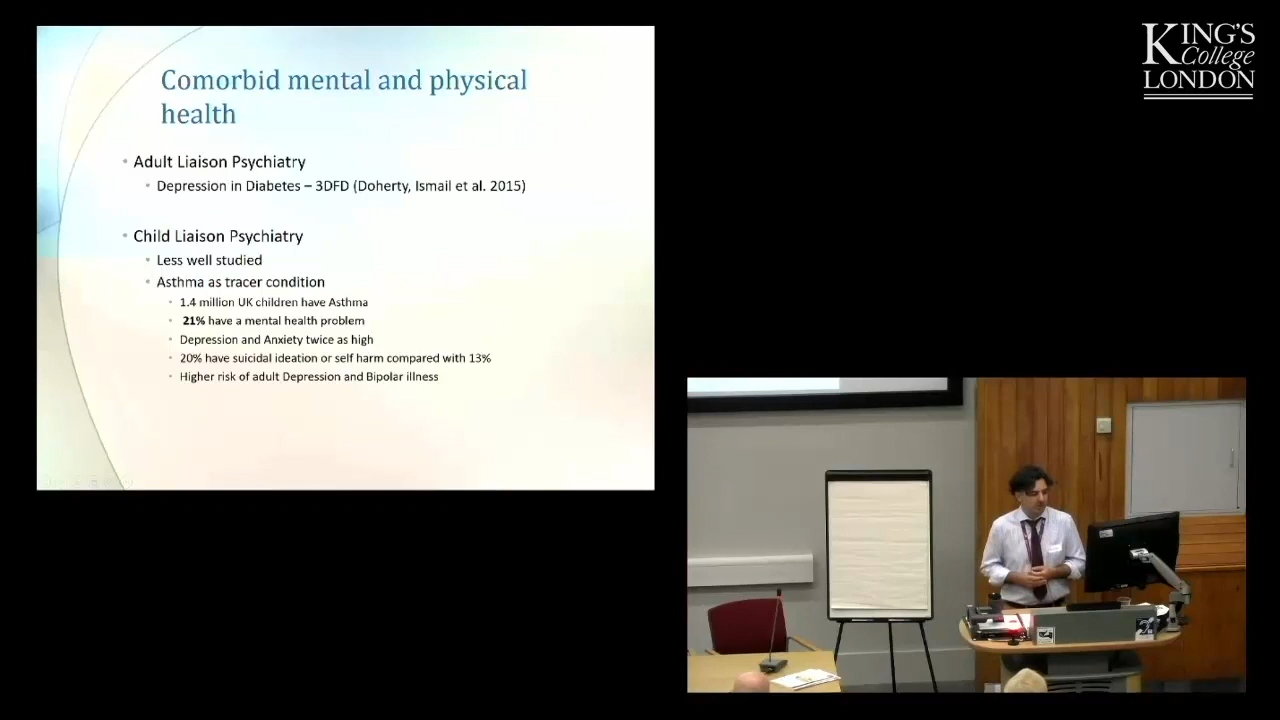 Comorbid mental and physical
health
Adult Liaison Psychiatry
Depression in Diabetes – 3DFD (Doherty, Ismail et al. 2015)
Child Liaison Psychiatry
Less well studied
Asthma as tracer condition
1.4 million UK children have Asthma
21% have a mental health problem
Depression and Anxiety twice as high
20% have suicidal ideation or self harm compared with 13%
Higher risk of adult Depression and Bipolar illness
KING'S
College
LONDON